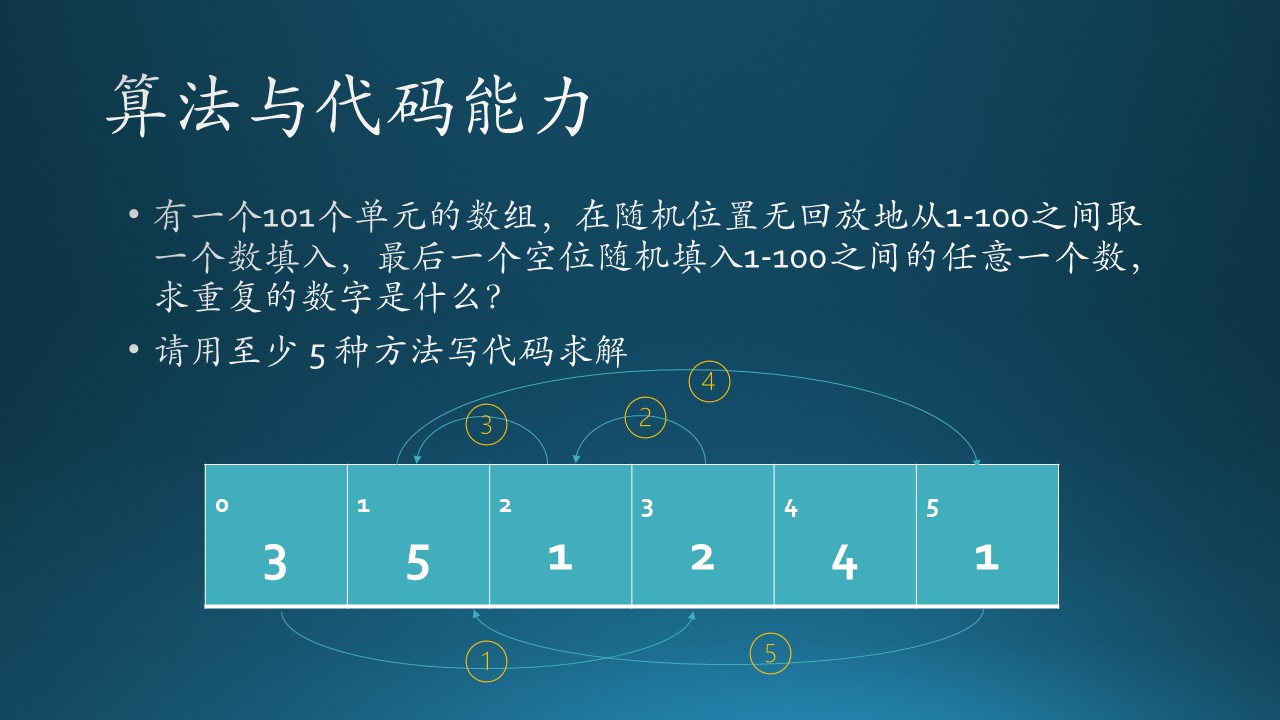 算法与代码能力
• 有一个101个单元的数组，在随机位置无回放地从1-100之间取
一个数填入，最后一个空位随机填入1-100之间的任意一个数，
求重复的数字是什么？
• 请用至少 5 种方法写代码求解
4
3
2
0 1 2 3 4 5
3 5 1 2 4 1
1
5